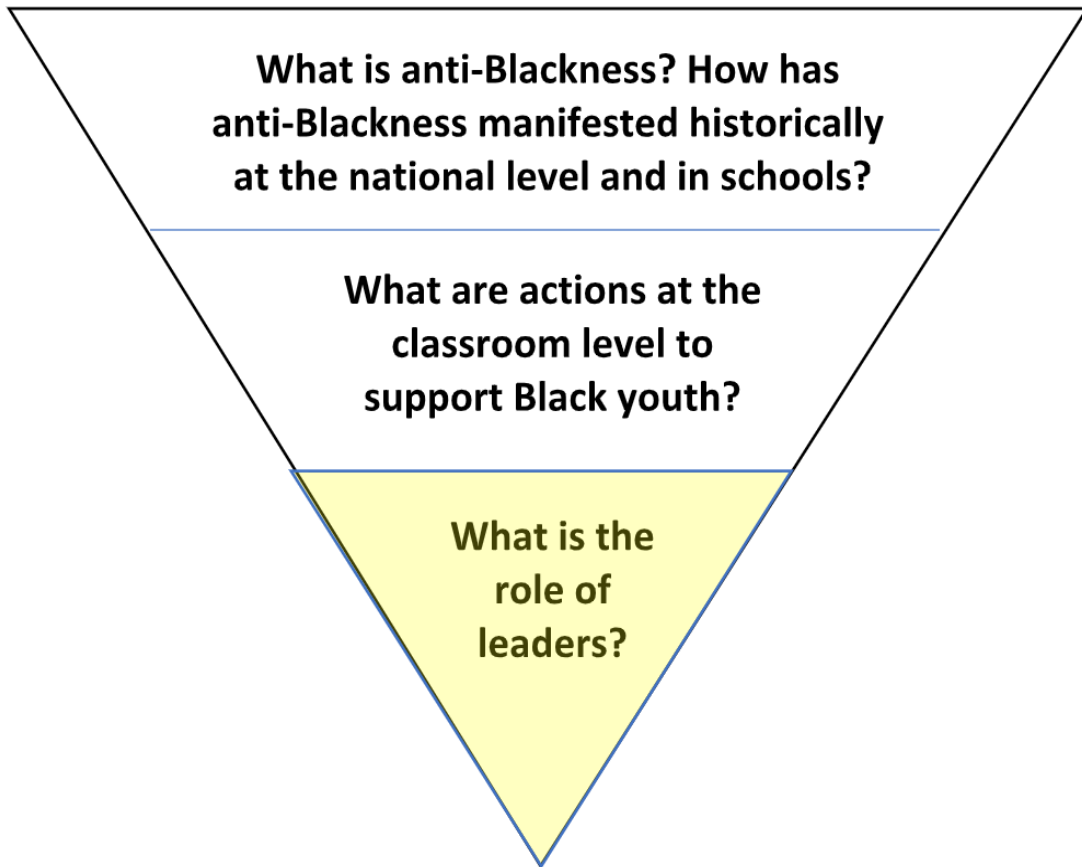 What is anti-Blackness? How has
anti-Blackness manifested historically
at the national level and in schools?
What are actions at the
classroom level to
support Black youth?
What is the
role of
leaders?